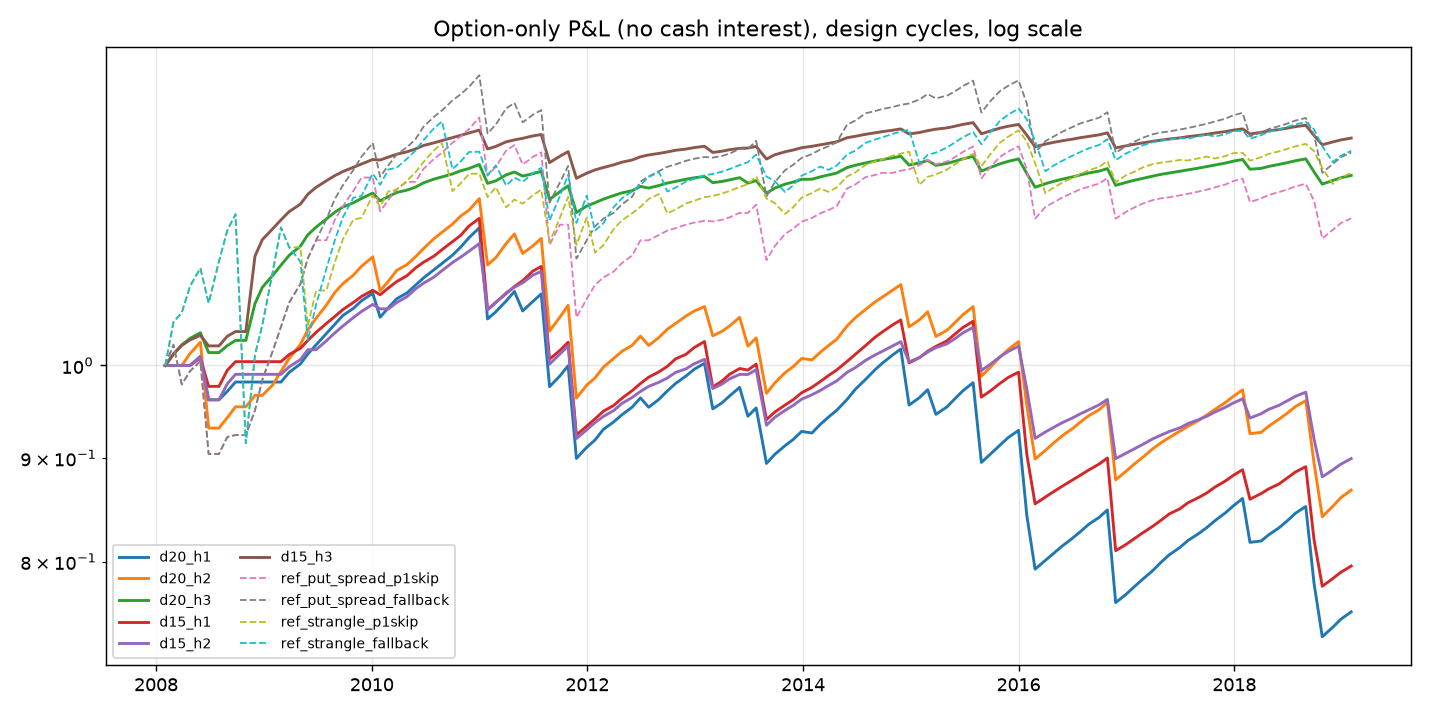 Option-only P&L (no cash interest), design cycles, log scale
10⁰
9 × 10⁻¹
8 × 10⁻¹
d20_h1
d20_h2
d20_h3
d15_h1
d15_h2
d15_h3
ref_put_spread_p1skip
ref_put_spread_fallback
ref_strangle_p1skip
ref_strangle_fallback
2008 2010 2012 2014 2016 2018